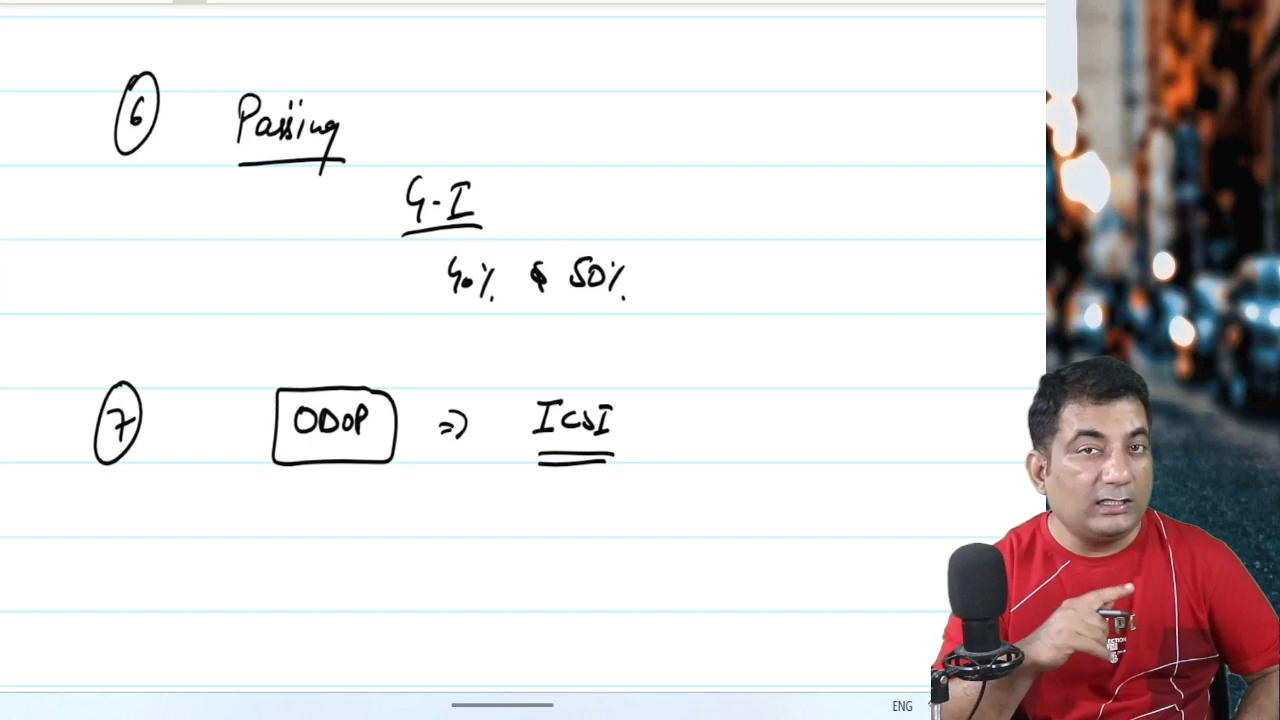 6 Passing
G-I
40% & 50%
7 ODOP ⇒ ICSI
ENG